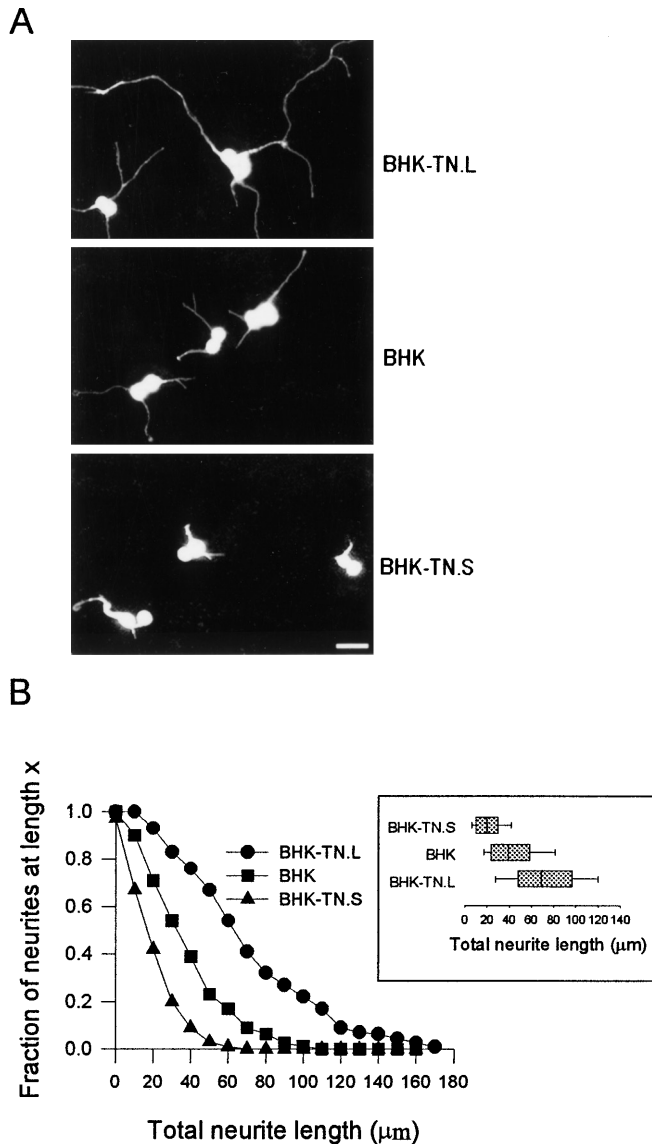 A
BHK-TN.L
BHK
BHK-TN.S
B
Fraction of neurites at length x
1.0
0.8
0.6
0.4
0.2
0.0
BHK-TN.L
BHK
BHK-TN.S
0 20 40 60 80 100 120 140 160 180
Total neurite length (μm)
BHK-TN.S
BHK
BHK-TN.L
0 20 40 60 80 100 120 140
Total neurite length (μm)